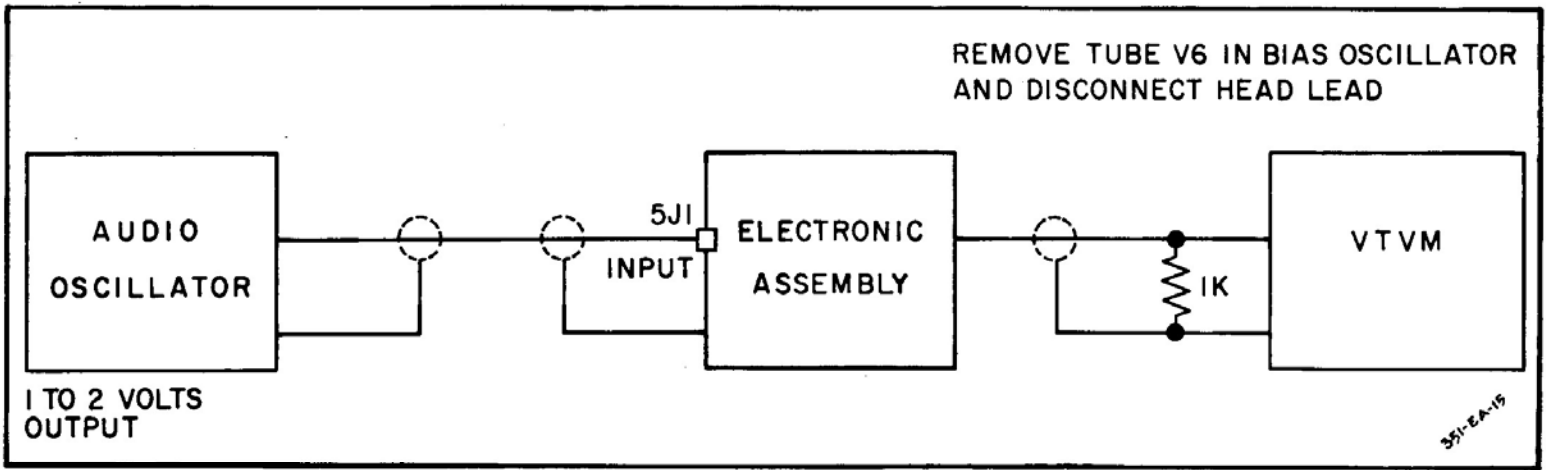 REMOVE TUBE V6 IN BIAS OSCILLATOR
AND DISCONNECT HEAD LEAD
AUDIO
OSCILLATOR
1 TO 2 VOLTS
OUTPUT
5J1
INPUT
ELECTRONIC
ASSEMBLY
1K
VTVM
351-EA-15